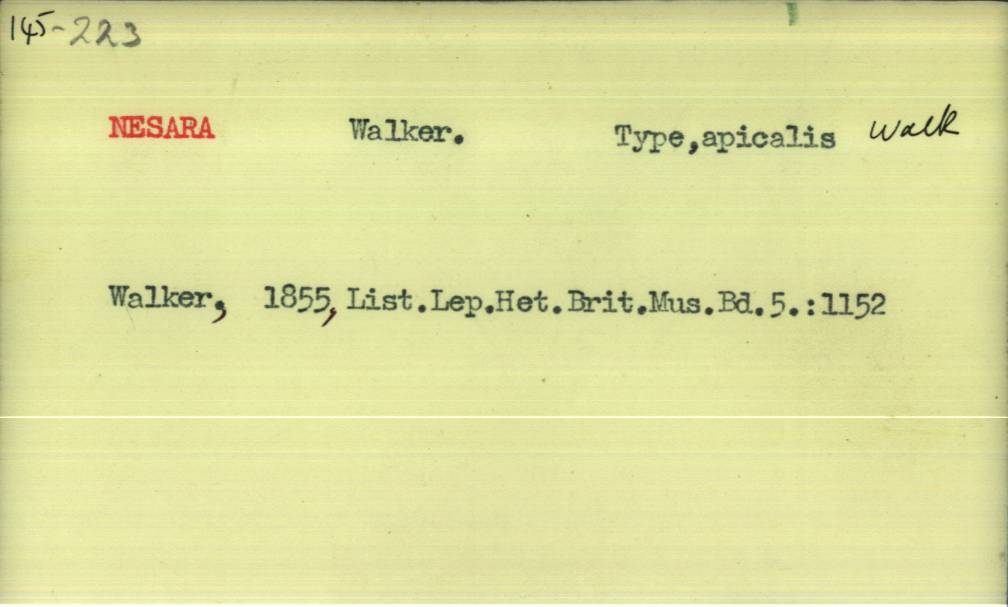 145-223
NESARA Walker. Type,apicalis Walk
Walker, 1855, List.Lep.Het.Brit.Mus.Bd.5.:1152